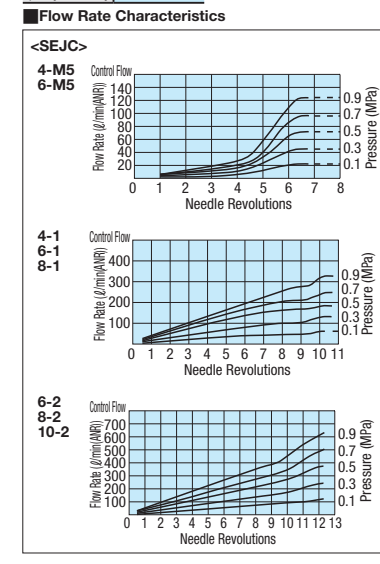 ■Flow Rate Characteristics
<SEJC>
4-M5
6-M5
Control Flow
Flow Rate (ℓ/min(ANR))
140
120
100
80
60
40
20
0 1 2 3 4 5 6 7 8
Needle Revolutions
0.9
0.7
0.5
0.3
0.1
Pressure (MPa)
4-1
6-1
8-1
Control Flow
Flow Rate (ℓ/min(ANR))
400
300
200
100
0 1 2 3 4 5 6 7 8 9 10 11
Needle Revolutions
0.9
0.7
0.5
0.3
0.1
Pressure (MPa)
6-2
8-2
10-2
Control Flow
Flow Rate (ℓ/min(ANR))
700
600
500
400
300
200
100
0 1 2 3 4 5 6 7 8 9 10 11 12 13
Needle Revolutions
0.9
0.7
0.5
0.3
0.1
Pressure (MPa)